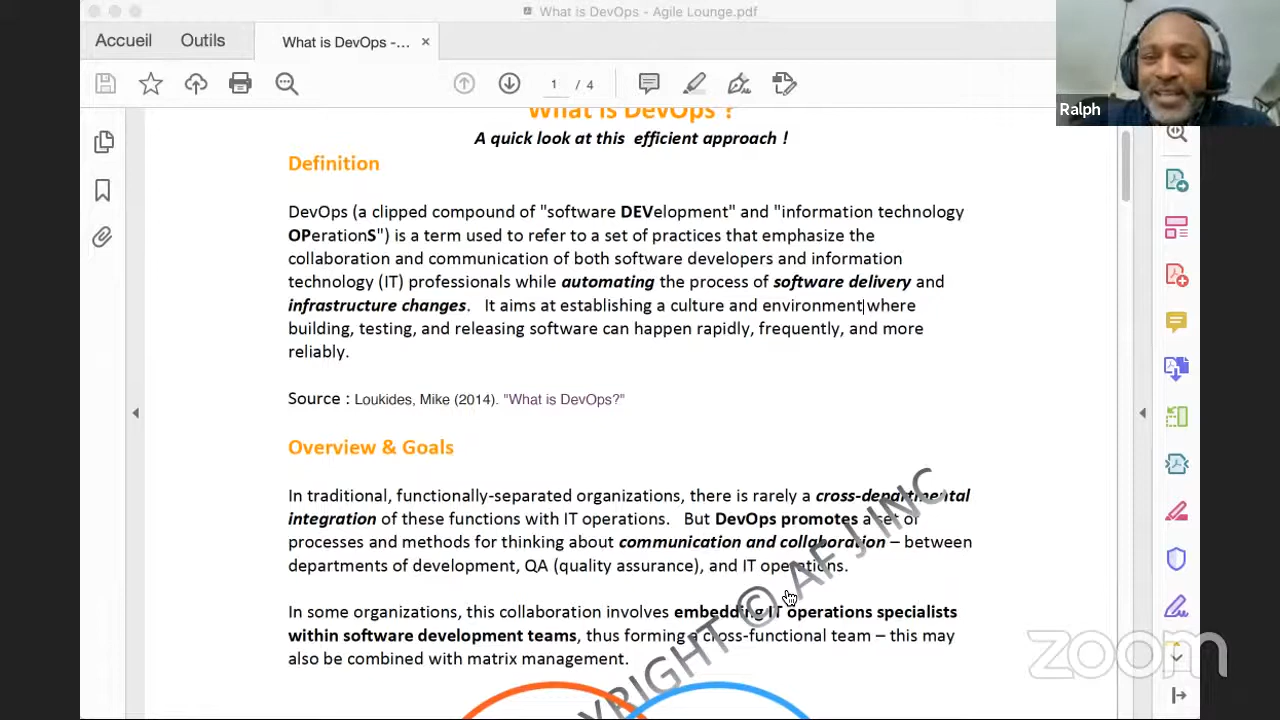 What is DevOps - Agile Lounge.pdf
Accueil
Outils
What is DevOps -...
×
1 / 4
Ralph
What is DevOps ?
A quick look at this efficient approach !
Definition
DevOps (a clipped compound of "software DEVelopment" and "information technology
OPerationS") is a term used to refer to a set of practices that emphasize the
collaboration and communication of both software developers and information
technology (IT) professionals while automating the process of software delivery and
infrastructure changes. It aims at establishing a culture and environment where
building, testing, and releasing software can happen rapidly, frequently, and more
reliably.
Source : Loukides, Mike (2014). "What is DevOps?"
Overview & Goals
In traditional, functionally-separated organizations, there is rarely a cross-departmental
integration of these functions with IT operations. But DevOps promotes a set of
processes and methods for thinking about communication and collaboration – between
departments of development, QA (quality assurance), and IT operations.
In some organizations, this collaboration involves embedding IT operations specialists
within software development teams, thus forming a cross-functional team – this may
also be combined with matrix management.
YRIGHT © AF J INC
zoom